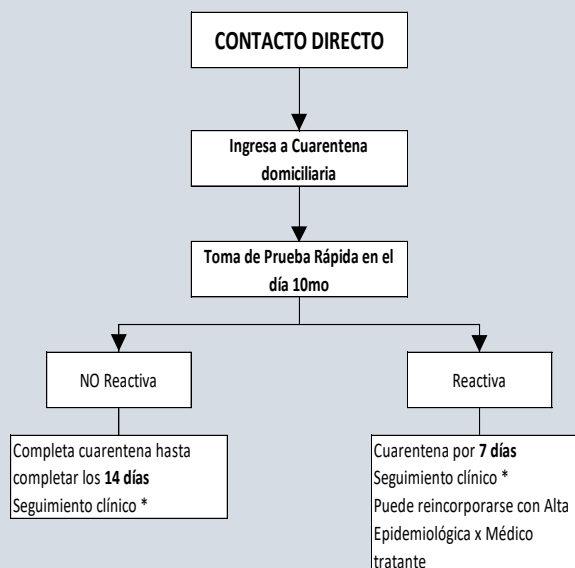 CONTACTO DIRECTO
Ingresa a Cuarentena
domiciliaria
Toma de Prueba Rápida en el
día 10mo
NO Reactiva
Reactiva
Completa cuarentena hasta
completar los 14 días
Seguimiento clínico *
Cuarentena por 7 días
Seguimiento clínico *
Puede reincorporarse con Alta
Epidemiológica x Médico
tratante